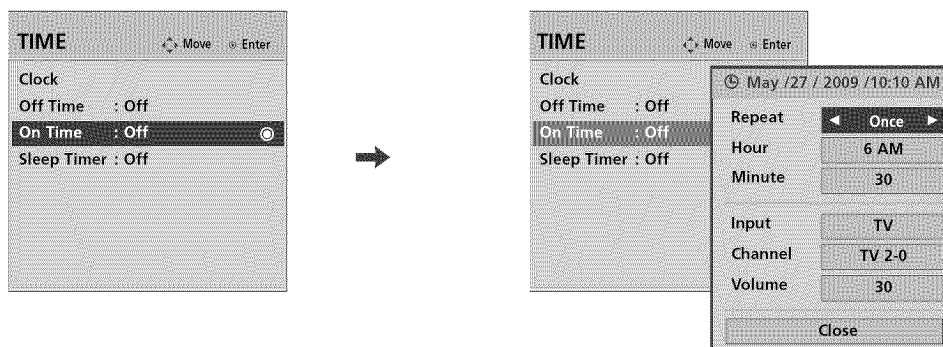 TIME Move Enter
Clock
Off Time : Off
On Time : Off
Sleep Timer : Off
TIME Move Enter
Clock
Off Time : Off
On Time : Off
Sleep Timer : Off
May /27 / 2009 /10:10 AM
Repeat Once
Hour 6 AM
Minute 30
Input TV
Channel TV 2-0
Volume 30
Close